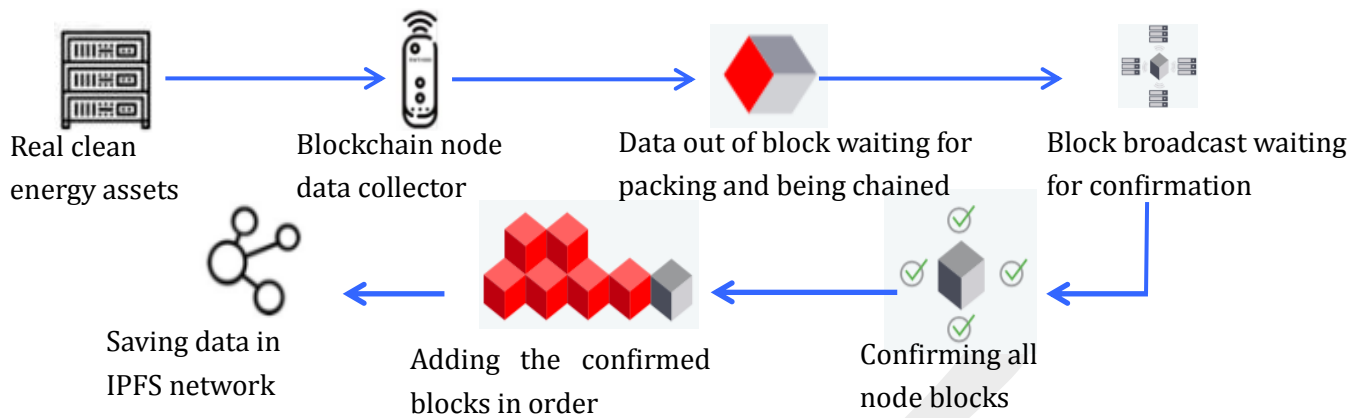 Real clean
energy assets
Blockchain node
data collector
Data out of block waiting for
packing and being chained
Block broadcast waiting
for confirmation
Saving data in
IPFS network
Adding the confirmed
blocks in order
Confirming all
node blocks